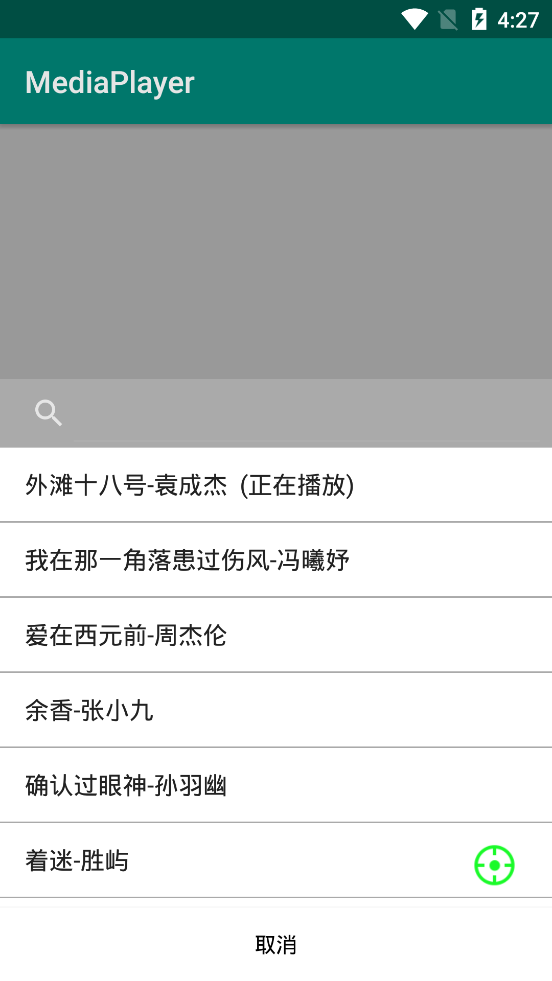 4:27
MediaPlayer
外滩十八号-袁成杰 (正在播放)
我在那一角落患过伤风-冯曦妤
爱在西元前-周杰伦
余香-张小九
确认过眼神-孙羽幽
着迷-胜屿
取消